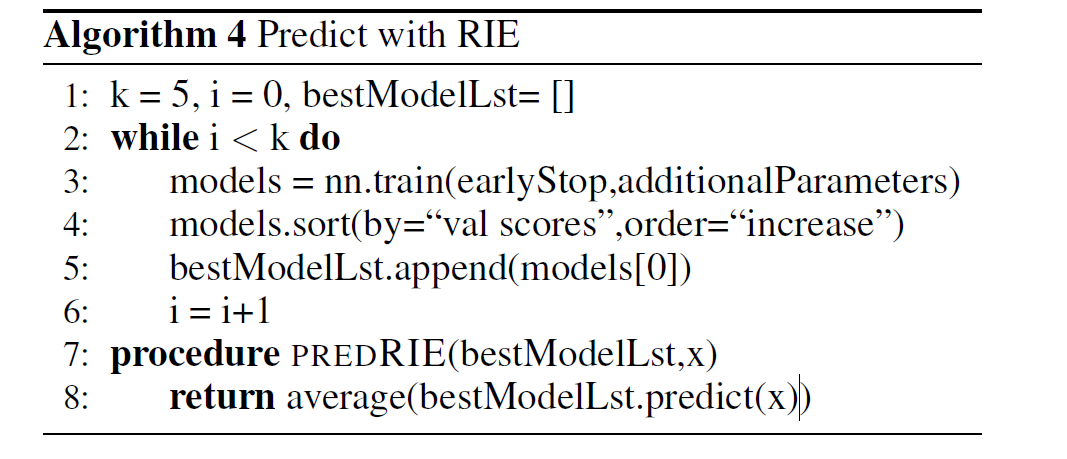 Algorithm 4 Predict with RIE
1: k = 5, i = 0, bestModelLst= []
2: while i < k do
3: models = nn.train(earlyStop,additionalParameters)
4: models.sort(by=“val scores”,order=“increase”)
5: bestModelLst.append(models[0])
6: i = i+1
7: procedure PREDRIE(bestModelLst,x)
8: return average(bestModelLst.predict(x))